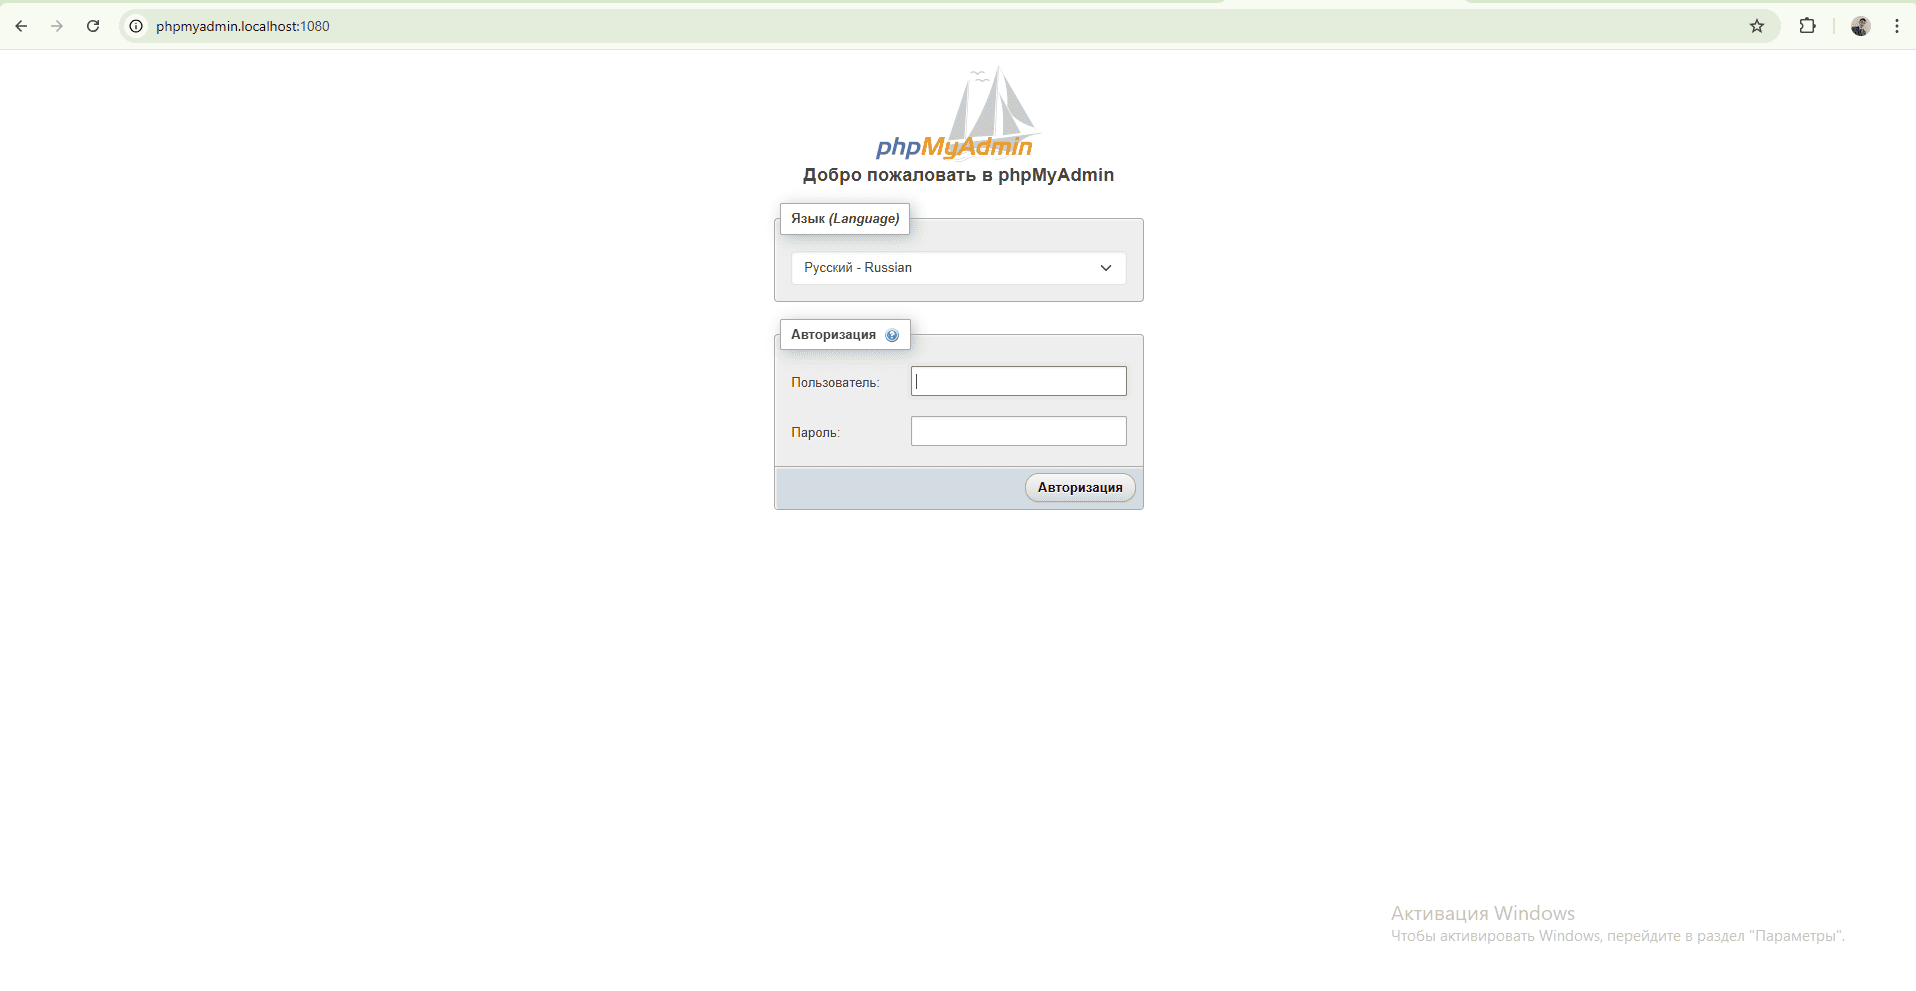 phpmyadmin.localhost:1080
phpMyAdmin
Добро пожаловать в phpMyAdmin
Язык (Language)
Русский - Russian
Авторизация
Пользователь:
Пароль:
Авторизация
Активация Windows
Чтобы активировать Windows, перейдите в раздел "Параметры".